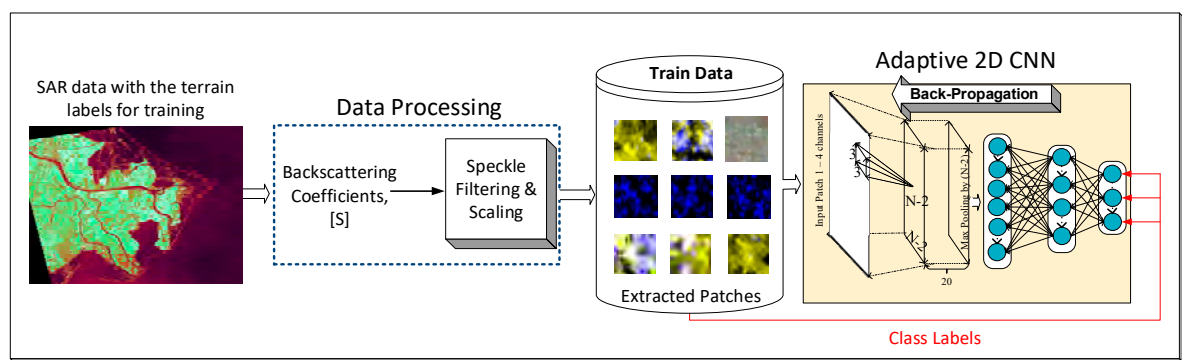 SAR data with the terrain
labels for training
Data Processing
Backscattering
Coefficients,
[S]
Speckle
Filtering &
Scaling
Train Data
Extracted Patches
Adaptive 2D CNN
Back-Propagation
Input Patch 1 – 4 channels
3
3
N-2
N-2
Max Pooling by (N-2)
20
Class Labels